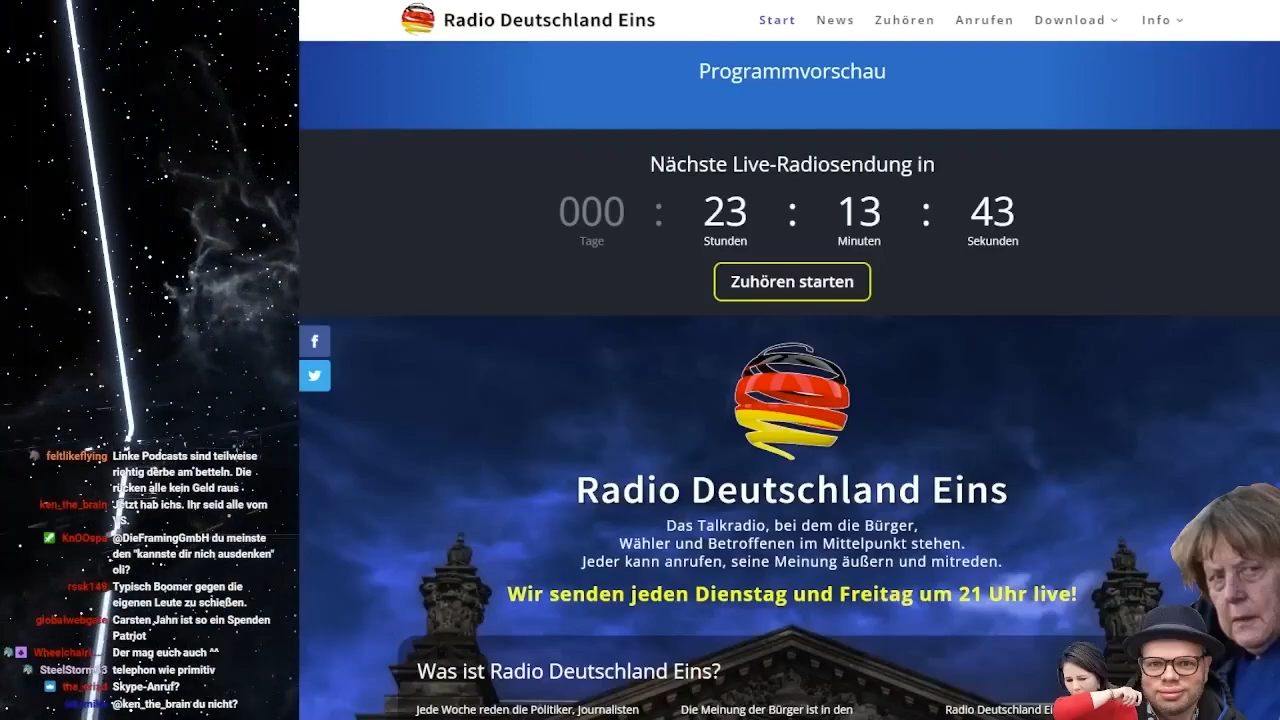 Radio Deutschland Eins
Start
News
Zuhören
Anrufen
Download
Info
Programmvorschau
Nächste Live-Radiosendung in
000 : 23 : 13 : 43
Tage Stunden Minuten Sekunden
Zuhören starten
Radio Deutschland Eins
Das Talkradio, bei dem die Bürger,
Wähler und Betroffenen im Mittelpunkt stehen.
Jeder kann anrufen, seine Meinung äußern und mitreden.
Wir senden jeden Dienstag und Freitag um 21 Uhr live!
Was ist Radio Deutschland Eins?
Jede Woche reden die Politiker, Journalisten
Die Meinung der Bürger ist in den
Radio Deutschland
feltlikeflying Linke Podcasts sind teilweise
richtig derbe am betteln. Die
rücken alle kein Geld raus
ken_the_brain Jetzt hab ichs. Ihr seid alle vom
VS.
KnOOspa @DieFramingGmbH du meinste
den "kannste dir nich ausdenken"
oli?
rssk149 Typisch Boomer gegen die
eigenen Leute zu schießen.
globalwebgate Carsten Jahn ist so ein Spenden
Patriot
Der mag euch auch ^^
telephon wie primitiv
Skype-Anruf?
@ken_the_brain du nicht?